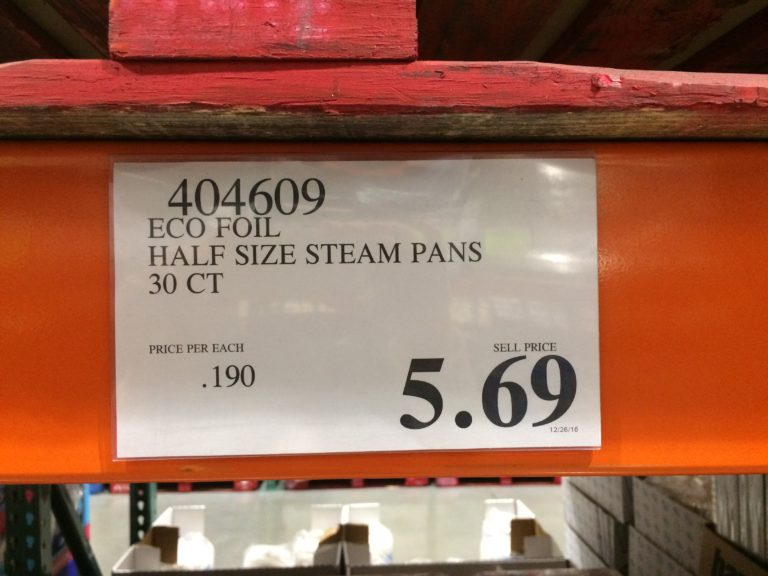 404609
ECO FOIL
HALF SIZE STEAM PANS
30 CT
PRICE PER EACH
.190
SELL PRICE
5.69
12/26/16